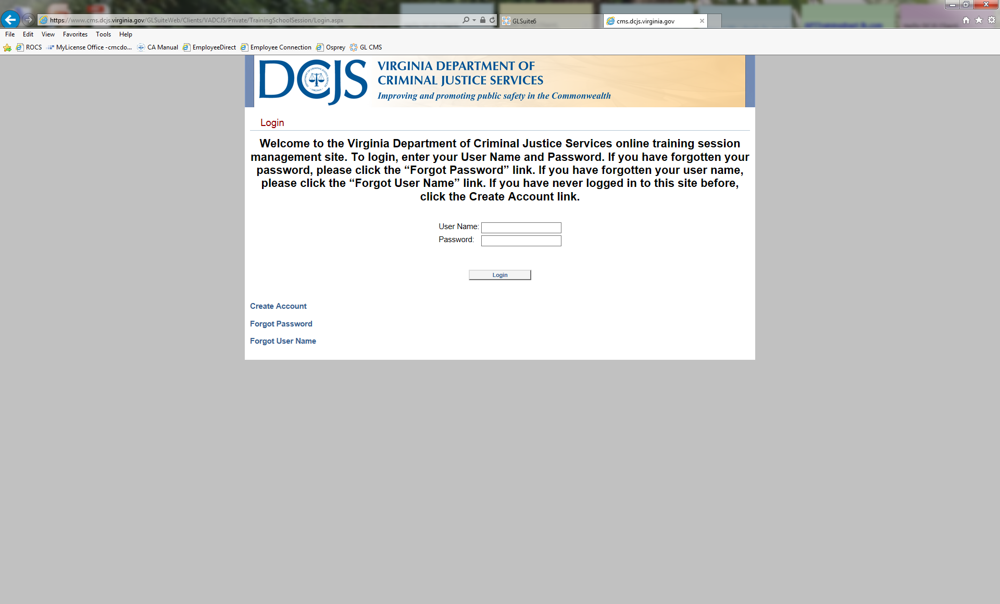 https://www.cms.dcjs.virginia.gov/GLSuiteWeb/Clients/VADCJS/Private/TrainingSchoolSession/Login.aspx
GLSuite6
cms.dcjs.virginia.gov
File Edit View Favorites Tools Help
ROCS MyLicense Office -cmcdo... CA Manual EmployeeDirect Employee Connection Osprey GL CMS
DCJS
VIRGINIA DEPARTMENT OF
CRIMINAL JUSTICE SERVICES
Improving and promoting public safety in the Commonwealth
Login
Welcome to the Virginia Department of Criminal Justice Services online training session
management site. To login, enter your User Name and Password. If you have forgotten your
password, please click the “Forgot Password” link. If you have forgotten your user name,
please click the “Forgot User Name” link. If you have never logged in to this site before,
click the Create Account link.
User Name:
Password:
Login
Create Account
Forgot Password
Forgot User Name